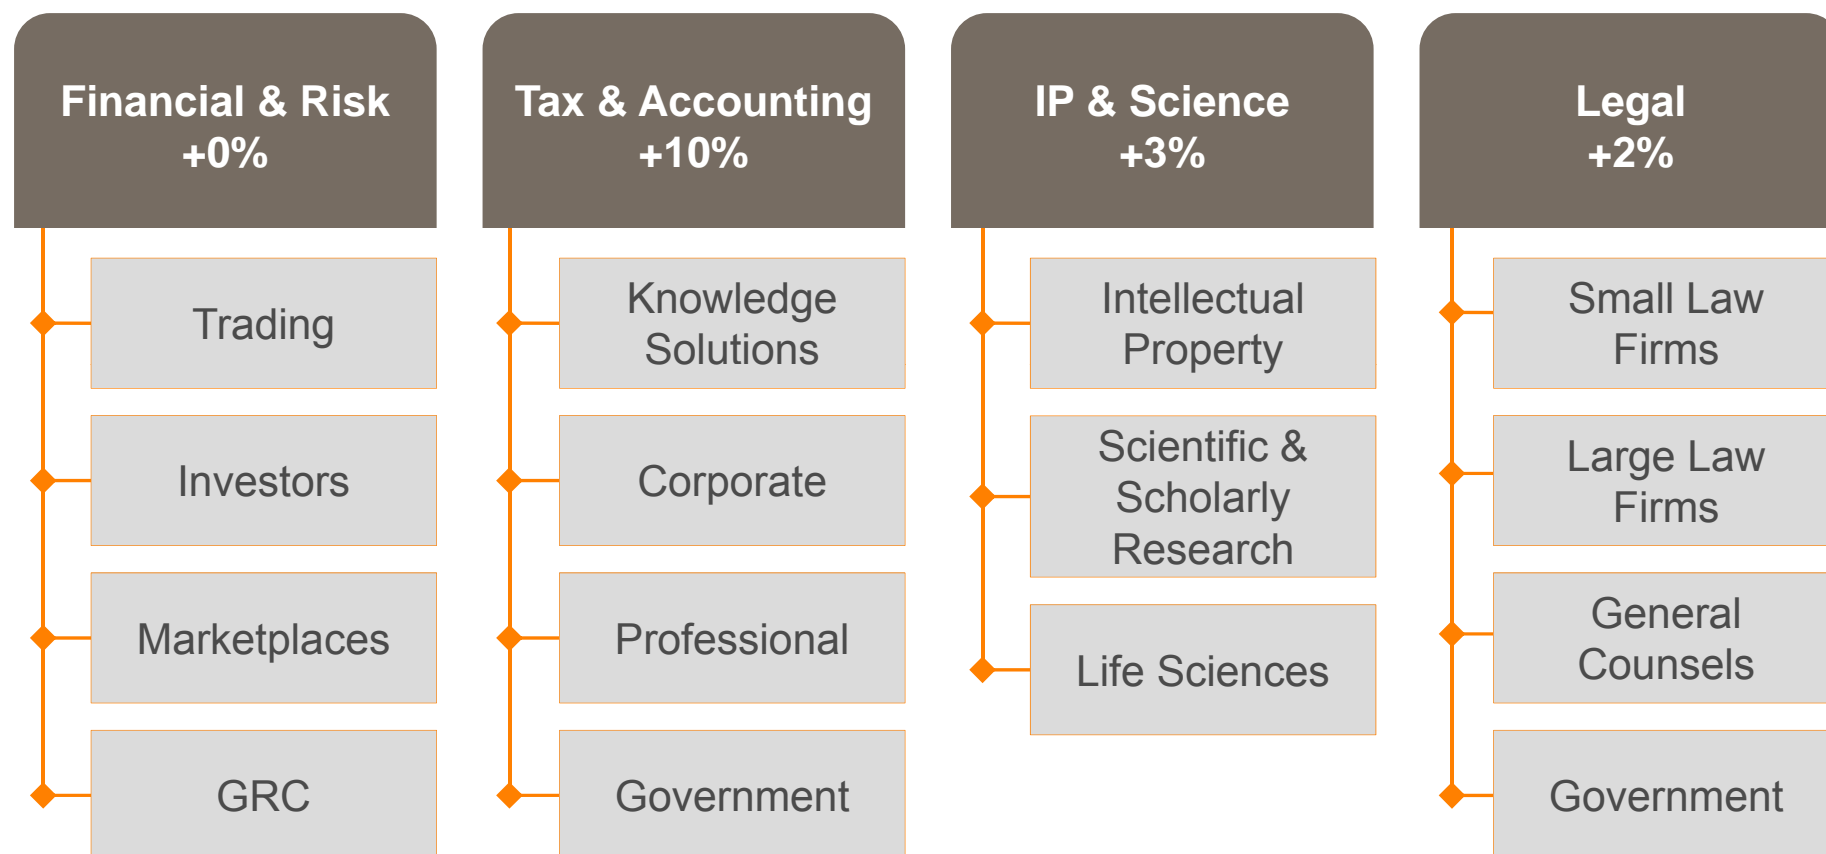 Financial & Risk
+0%
Trading
Investors
Marketplaces
GRC
Tax & Accounting
+10%
Knowledge
Solutions
Corporate
Professional
Government
IP & Science
+3%
Intellectual
Property
Scientific &
Scholarly
Research
Life Sciences
Legal
+2%
Small Law
Firms
Large Law
Firms
General
Counsels
Government